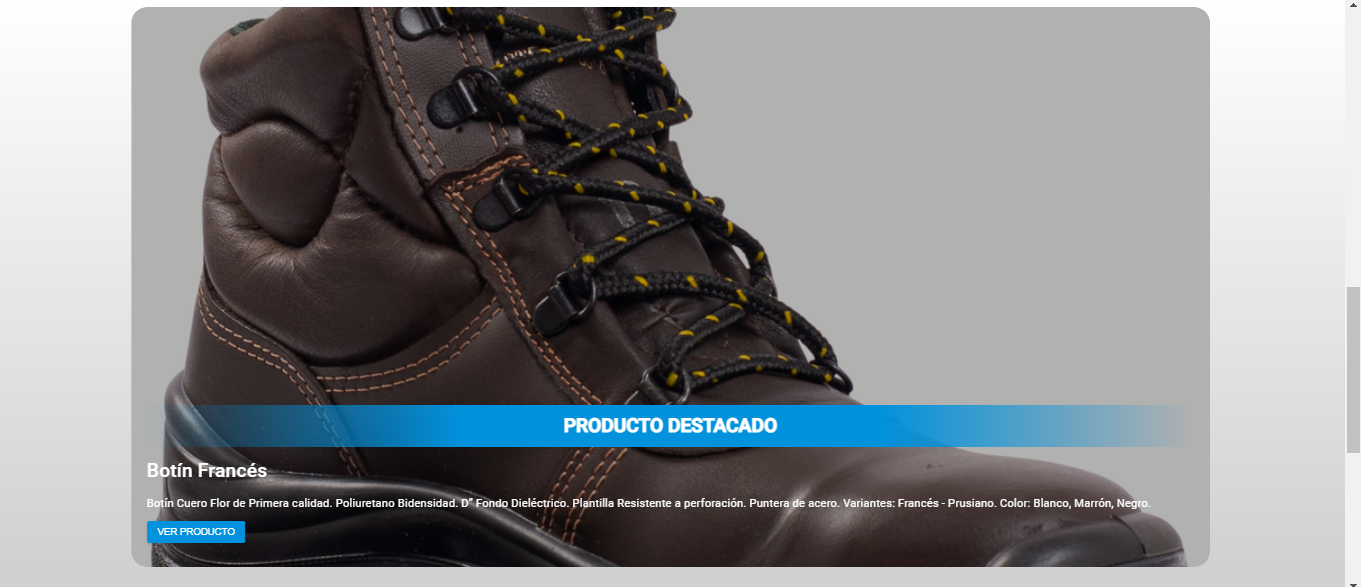 PRODUCTO DESTACADO
Botín Francés
Botín Cuero Flor de Primera calidad. Poliuretano Bidensidad. D" Fondo Dieléctrico. Plantilla Resistente a perforación. Puntera de acero. Variantes: Francés - Prusiano. Color: Blanco, Marrón, Negro.
VER PRODUCTO